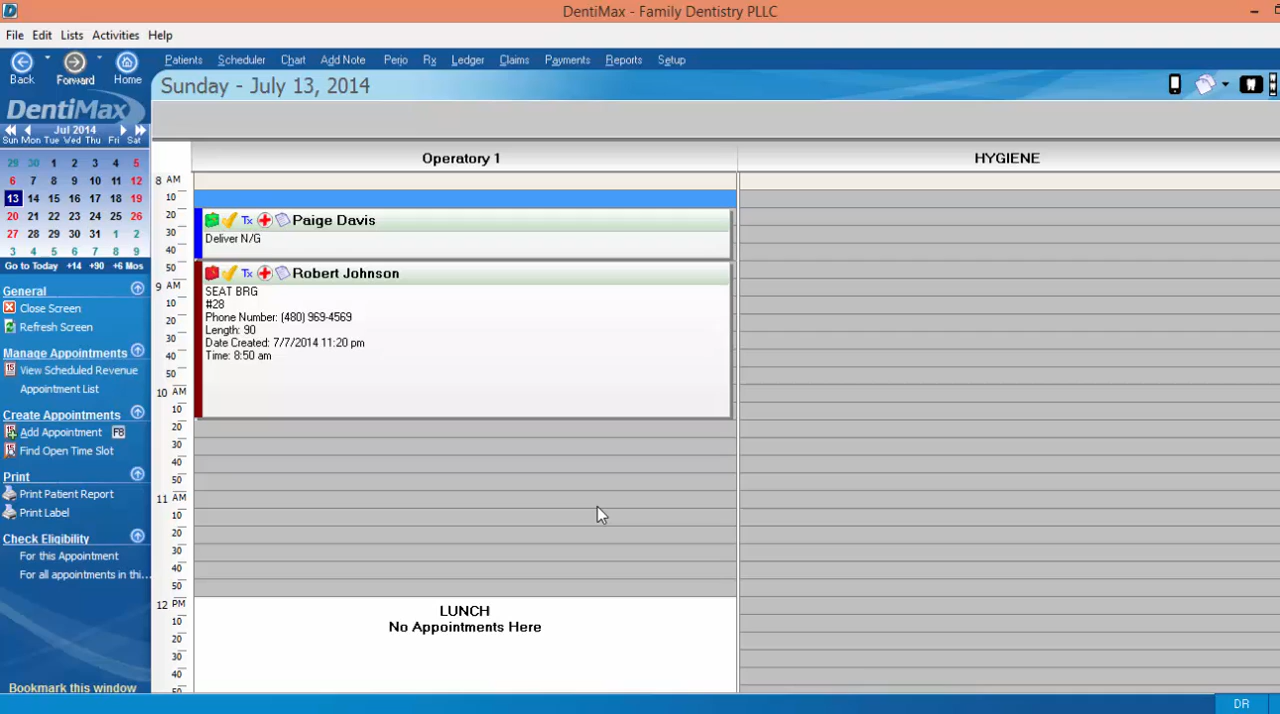 DentiMax - Family Dentistry PLLC
File Edit Lists Activities Help
Back Forward Home
Patients Scheduler Chart Add Note Perio Rx Ledger Claims Payments Reports Setup
Sunday - July 13, 2014
DentiMax
Jul 2014
Sun Mon Tue Wed Thu Fri Sat
29 30 1 2 3 4 5
6 7 8 9 10 11 12
13 14 15 16 17 18 19
20 21 22 23 24 25 26
27 28 29 30 31 1 2
3 4 5 6 7 8 9
Go to Today +14 +90 +6 Mos
General
Close Screen
Refresh Screen
Manage Appointments
View Scheduled Revenue
Appointment List
Create Appointments
Add Appointment F8
Find Open Time Slot
Print
Print Patient Report
Print Label
Check Eligibility
For this Appointment
For all appointments in thi...
Bookmark this window
Operatory 1 HYGIENE
8 AM
10
20
30
40
50
9 AM
10
20
30
40
50
10 AM
10
20
30
40
50
11 AM
10
20
30
40
50
12 PM
10
20
30
40
50
Tx Paige Davis
Deliver N/G
Tx Robert Johnson
SEAT BRG
#28
Phone Number: (480) 969-4569
Length: 90
Date Created: 7/7/2014 11:20 pm
Time: 8:50 am
LUNCH
No Appointments Here
DR